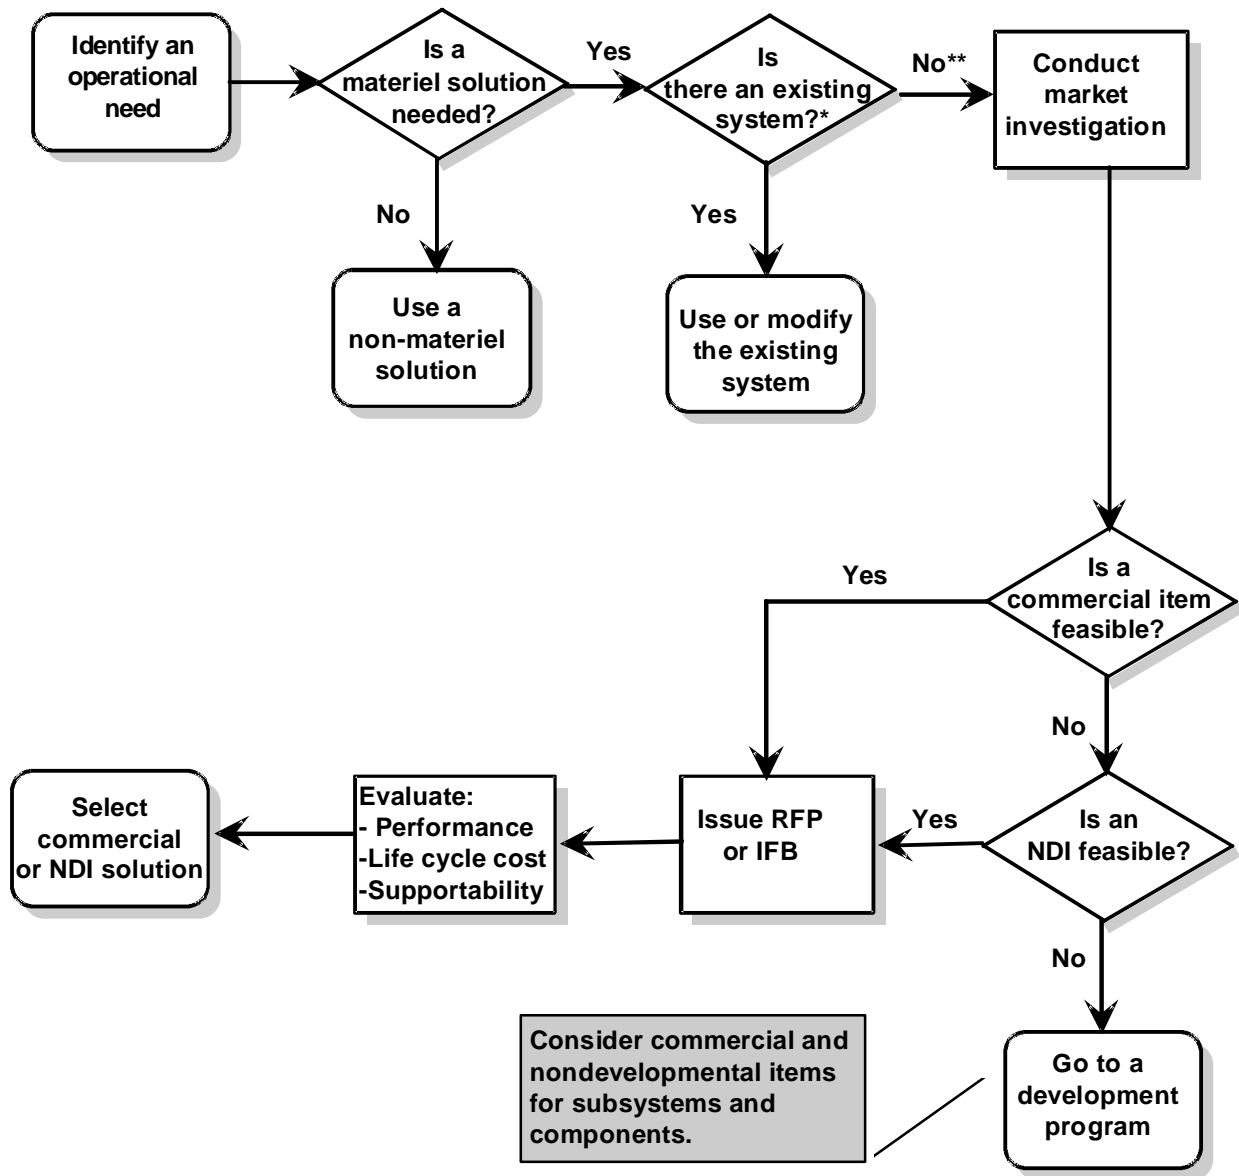 Identify an
operational
need
Is a
materiel solution
needed?
Yes
Is
there an existing
system?*
No**
Conduct
market
investigation
No
Yes
Use a
non-materiel
solution
Use or modify
the existing
system
Is a
commercial item
feasible?
Yes
No
Select
commercial
or NDI solution
Evaluate:
- Performance
-Life cycle cost
-Supportability
Issue RFP
or IFB
Yes
Is an
NDI feasible?
No
Consider commercial and
nondevelopmental items
for subsystems and
components.
Go to a
development
program